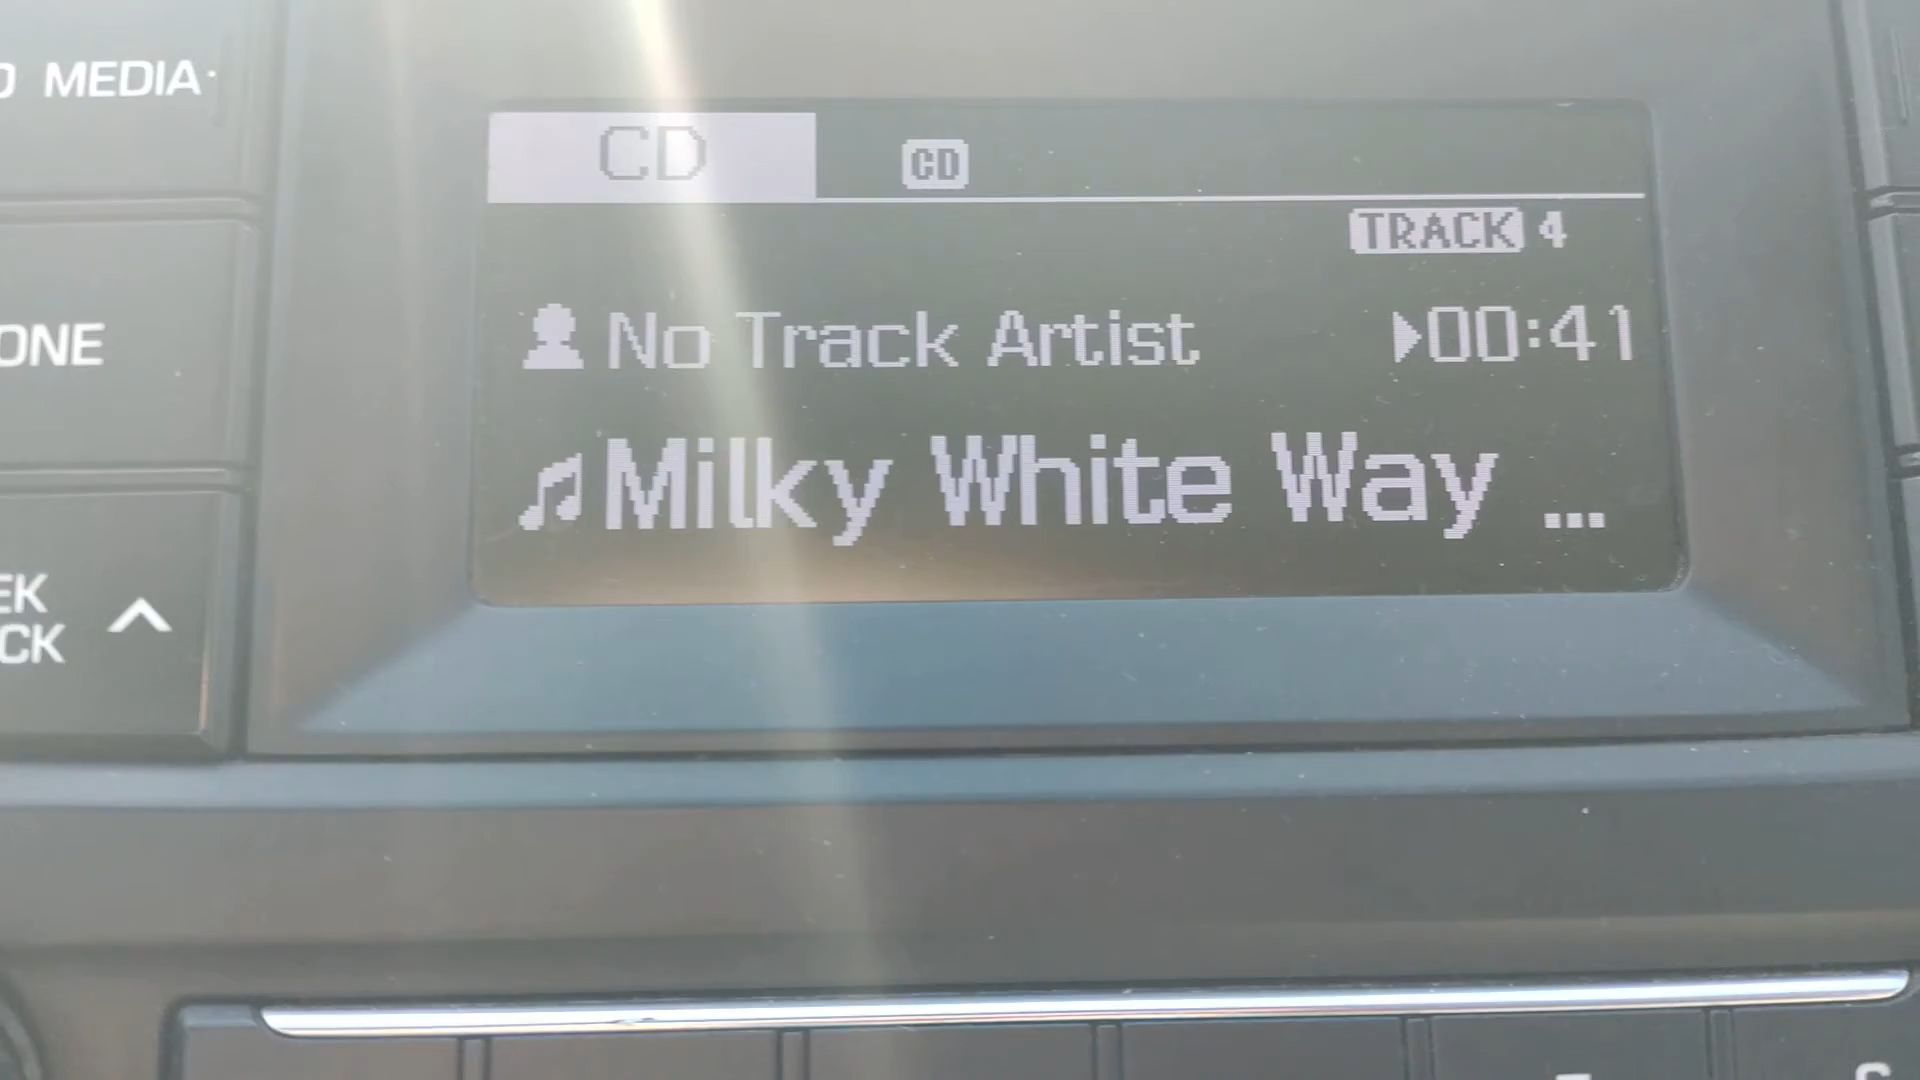 MEDIA
CD
CD
TRACK 4
No Track Artist
00:41
Milky White Way ...
ONE
EK
CK